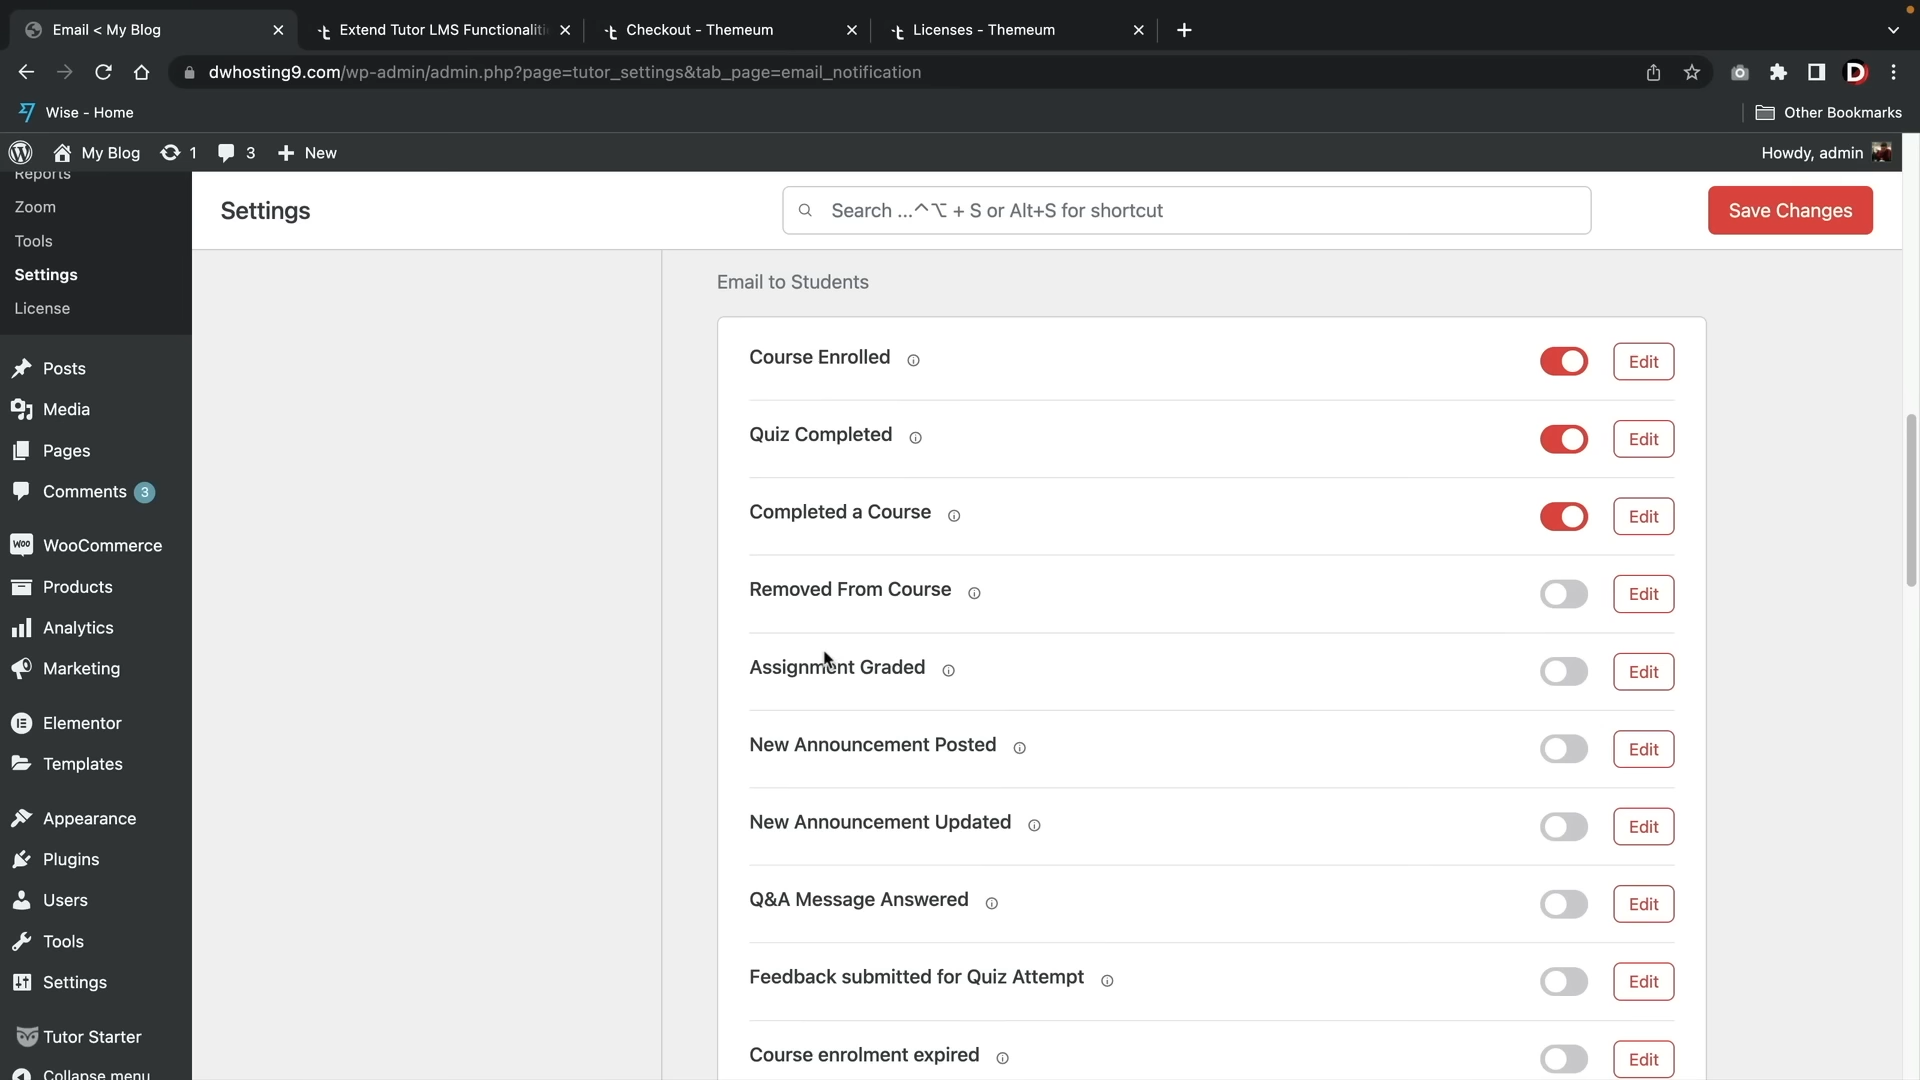 Email < My Blog
Extend Tutor LMS Functionaliti
Checkout - Themeum
Licenses - Themeum
dwhosting9.com/wp-admin/admin.php?page=tutor_settings&tab_page=email_notification
D
Wise - Home
Other Bookmarks
My Blog
1
3
New
Howdy, admin
Reports
Zoom
Tools
Settings
License
Posts
Media
Pages
Comments 3
WooCommerce
Products
Analytics
Marketing
Elementor
Templates
Appearance
Plugins
Users
Tools
Settings
Tutor Starter
Collapse menu
Settings
Search ...^⌥ + S or Alt+S for shortcut
Save Changes
Email to Students
Course Enrolled
Edit
Quiz Completed
Edit
Completed a Course
Edit
Removed From Course
Edit
Assignment Graded
Edit
New Announcement Posted
Edit
New Announcement Updated
Edit
Q&A Message Answered
Edit
Feedback submitted for Quiz Attempt
Edit
Course enrolment expired
Edit